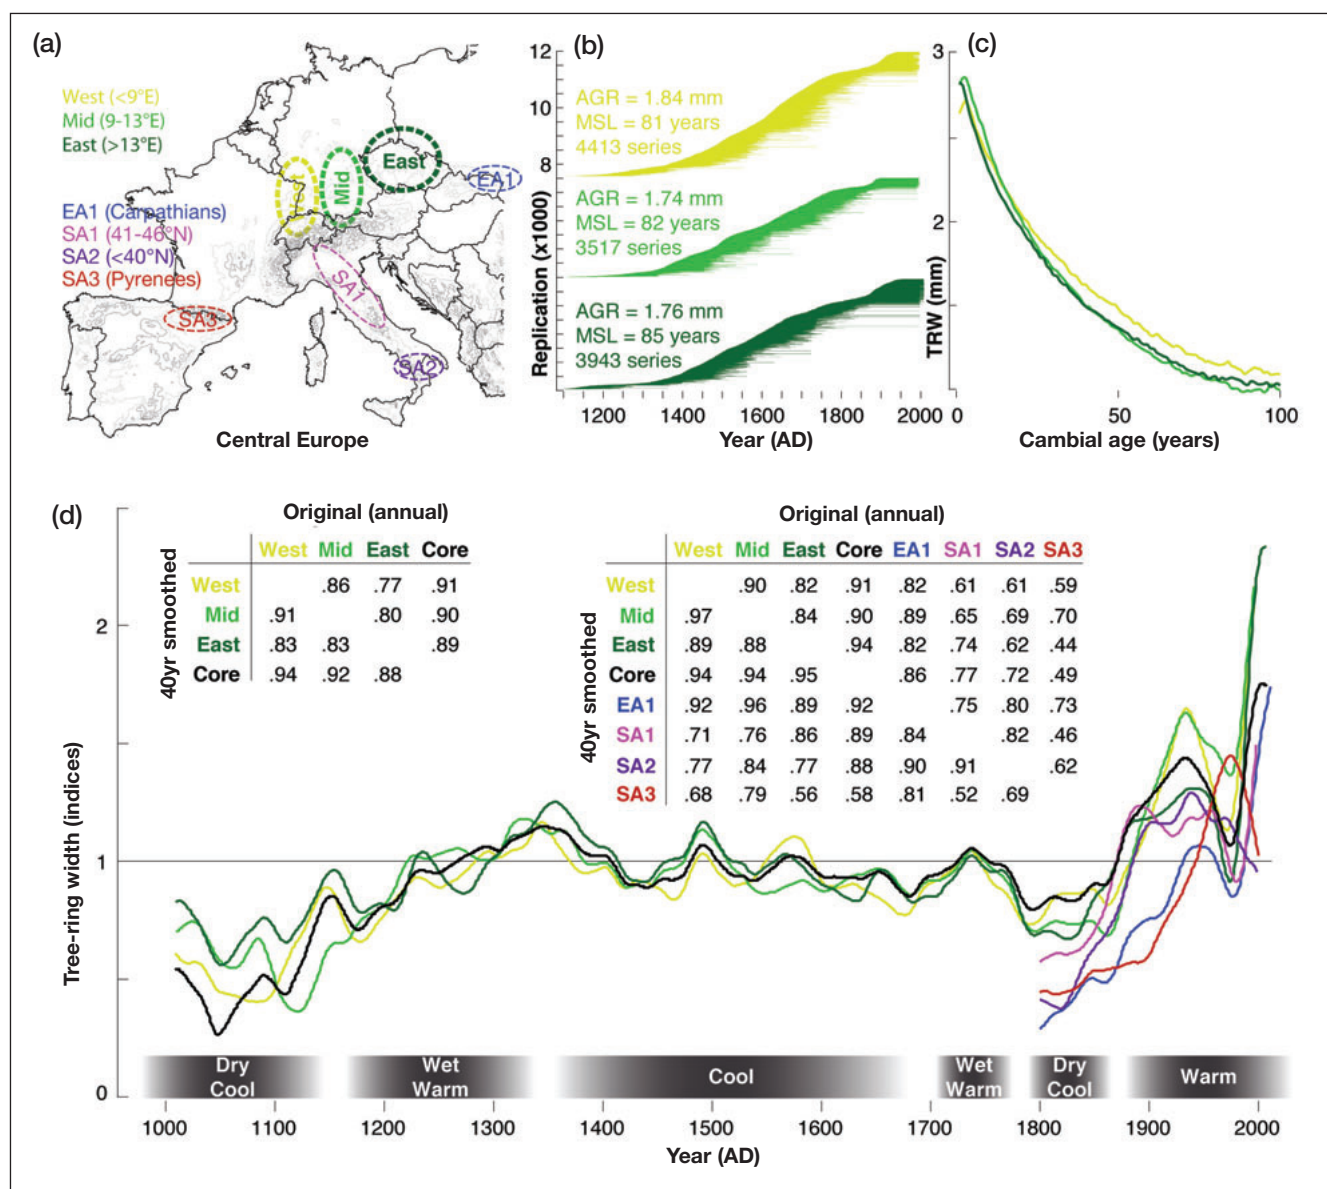 (a)
West (<9°E)
Mid (9-13°E)
East (>13°E)
EA1 (Carpathians)
SA1 (41-46°N)
SA2 (<40°N)
SA3 (Pyrenees)
Mid
East
EA1
SA1
SA2
SA3
Central Europe
(b)
12
10
8
6
4
2
0
Replication (x1000)
AGR = 1.84 mm
MSL = 81 years
4413 series
AGR = 1.74 mm
MSL = 82 years
3517 series
AGR = 1.76 mm
MSL = 85 years
3943 series
1200 1400 1600 1800 2000
Year (AD)
(c)
3
2
1
TRW (mm)
0 50 100
Cambial age (years)
(d)
Original (annual)
40yr smoothed
West Mid East Core
West .86 .77 .91
Mid .91 .80 .90
East .83 .83 .89
Core .94 .92 .88
Original (annual)
40yr smoothed
West Mid East Core EA1 SA1 SA2 SA3
West .90 .82 .91 .82 .61 .61 .59
Mid .97 .84 .90 .89 .65 .69 .70
East .89 .88 .94 .82 .74 .62 .44
Core .94 .94 .95 .86 .77 .72 .49
EA1 .92 .96 .89 .92 .75 .80 .73
SA1 .71 .76 .86 .89 .84 .82 .46
SA2 .77 .84 .77 .88 .90 .91 .62
SA3 .68 .79 .56 .58 .81 .52 .69
2
1
0
Tree-ring width (indices)
Dry
Cool
Wet
Warm
Cool
Wet
Warm
Dry
Cool
Warm
1000 1100 1200 1300 1400 1500 1600 1700 1800 1900 2000
Year (AD)